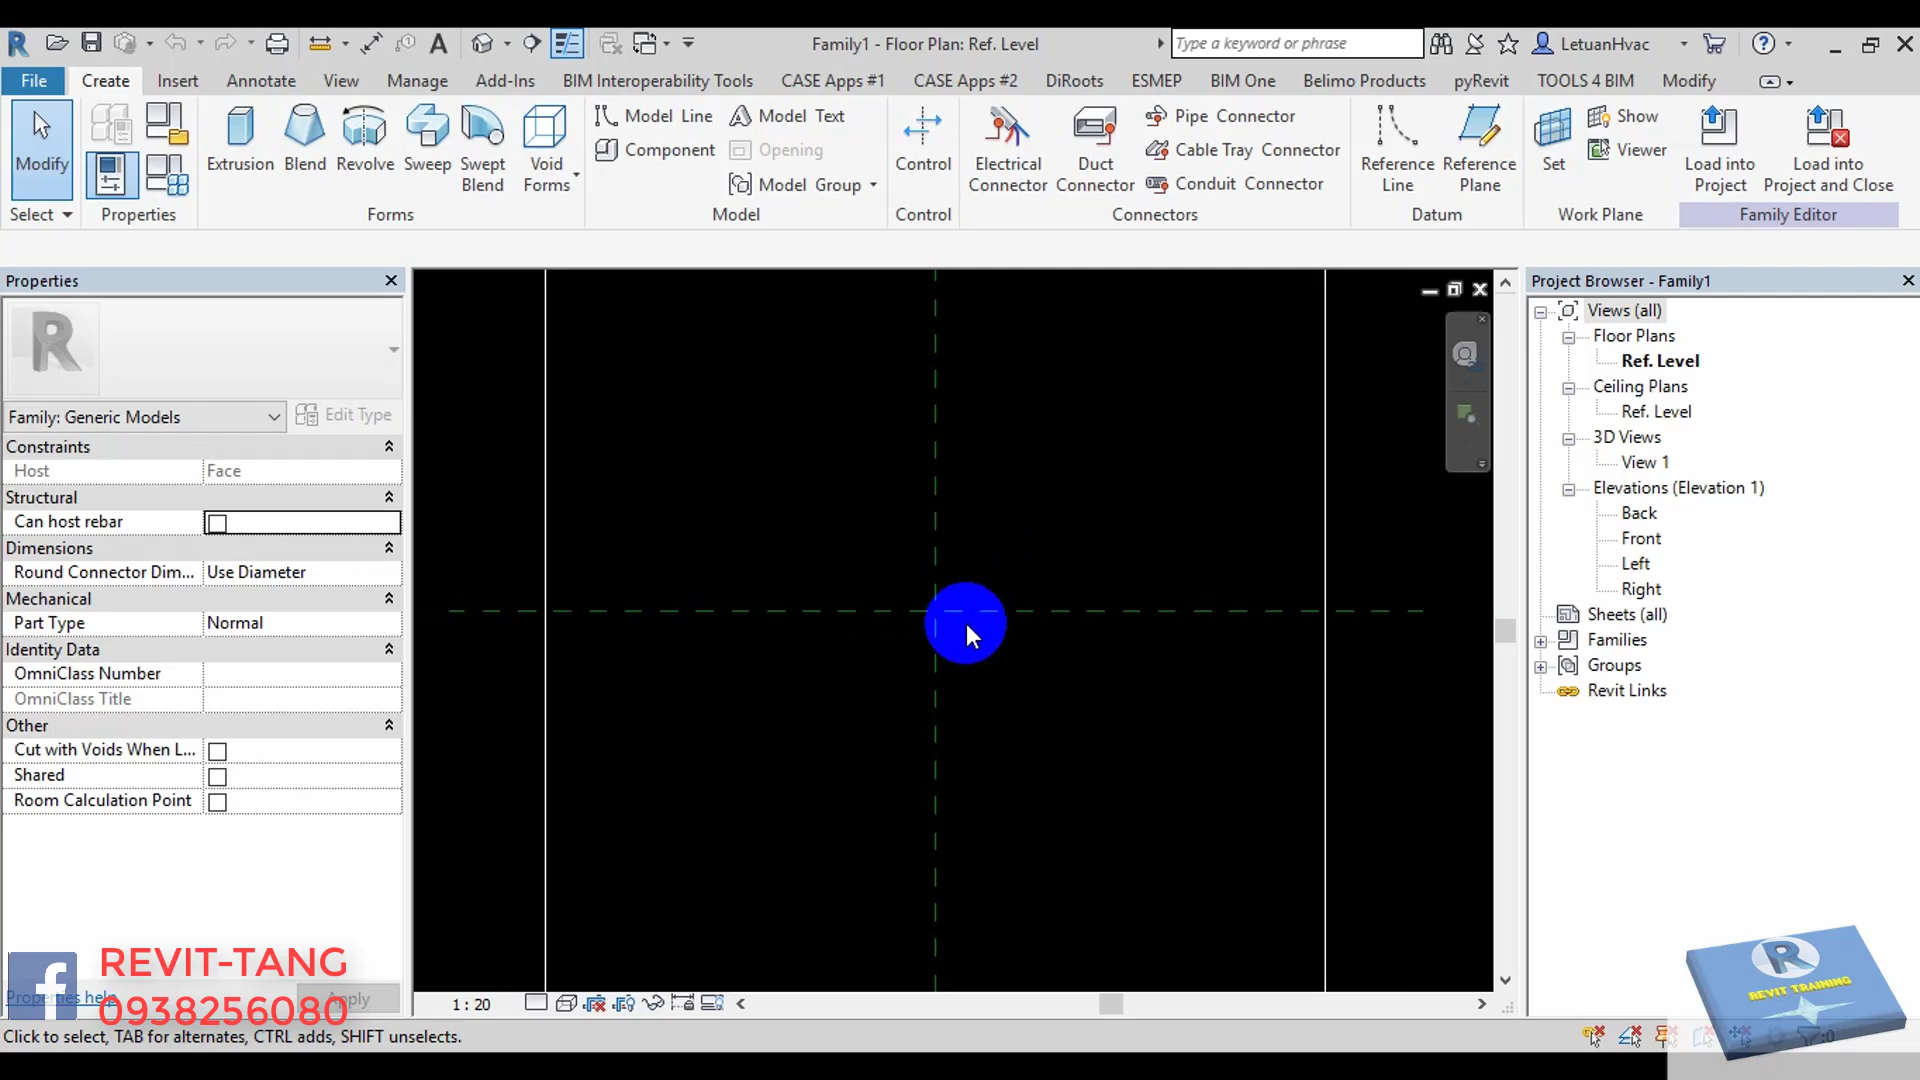 Family1 - Floor Plan: Ref. Level
Type a keyword or phrase
LetuanHvac
File Create Insert Annotate View Manage Add-Ins BIM Interoperability Tools CASE Apps #1 CASE Apps #2 DiRoots ESMEP BIM One Belimo Products pyRevit TOOLS 4 BIM Modify
Modify
Select
Properties
Extrusion
Blend
Revolve
Sweep
Swept Blend
Void Forms
Forms
Model Line
Component
Model Text
Opening
Model Group
Model
Control
Control
Electrical Connector
Duct Connector
Pipe Connector
Cable Tray Connector
Conduit Connector
Connectors
Reference Line
Reference Plane
Datum
Set
Show
Viewer
Work Plane
Load into Project
Load into Project and Close
Family Editor
Properties
R
Family: Generic Models
Edit Type
Constraints
Host Face
Structural
Can host rebar
Dimensions
Round Connector Dim... Use Diameter
Mechanical
Part Type Normal
Identity Data
OmniClass Number
OmniClass Title
Other
Cut with Voids When L...
Shared
Room Calculation Point
Properties help
Apply
REVIT-TANG
0938256080
1 : 20
Project Browser - Family1
Views (all)
Floor Plans
Ref. Level
Ceiling Plans
Ref. Level
3D Views
View 1
Elevations (Elevation 1)
Back
Front
Left
Right
Sheets (all)
Families
Groups
Revit Links
R
REVIT TRAINING
Click to select, TAB for alternates, CTRL adds, SHIFT unselects.
:0